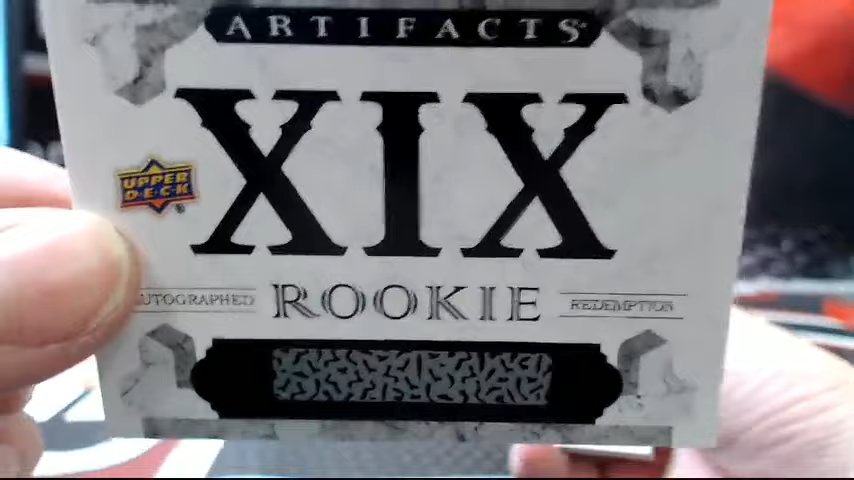 ARTIFACTS
XIX
UPPER
DECK
AUTOGRAPHED ROOKIE REDEMPTION